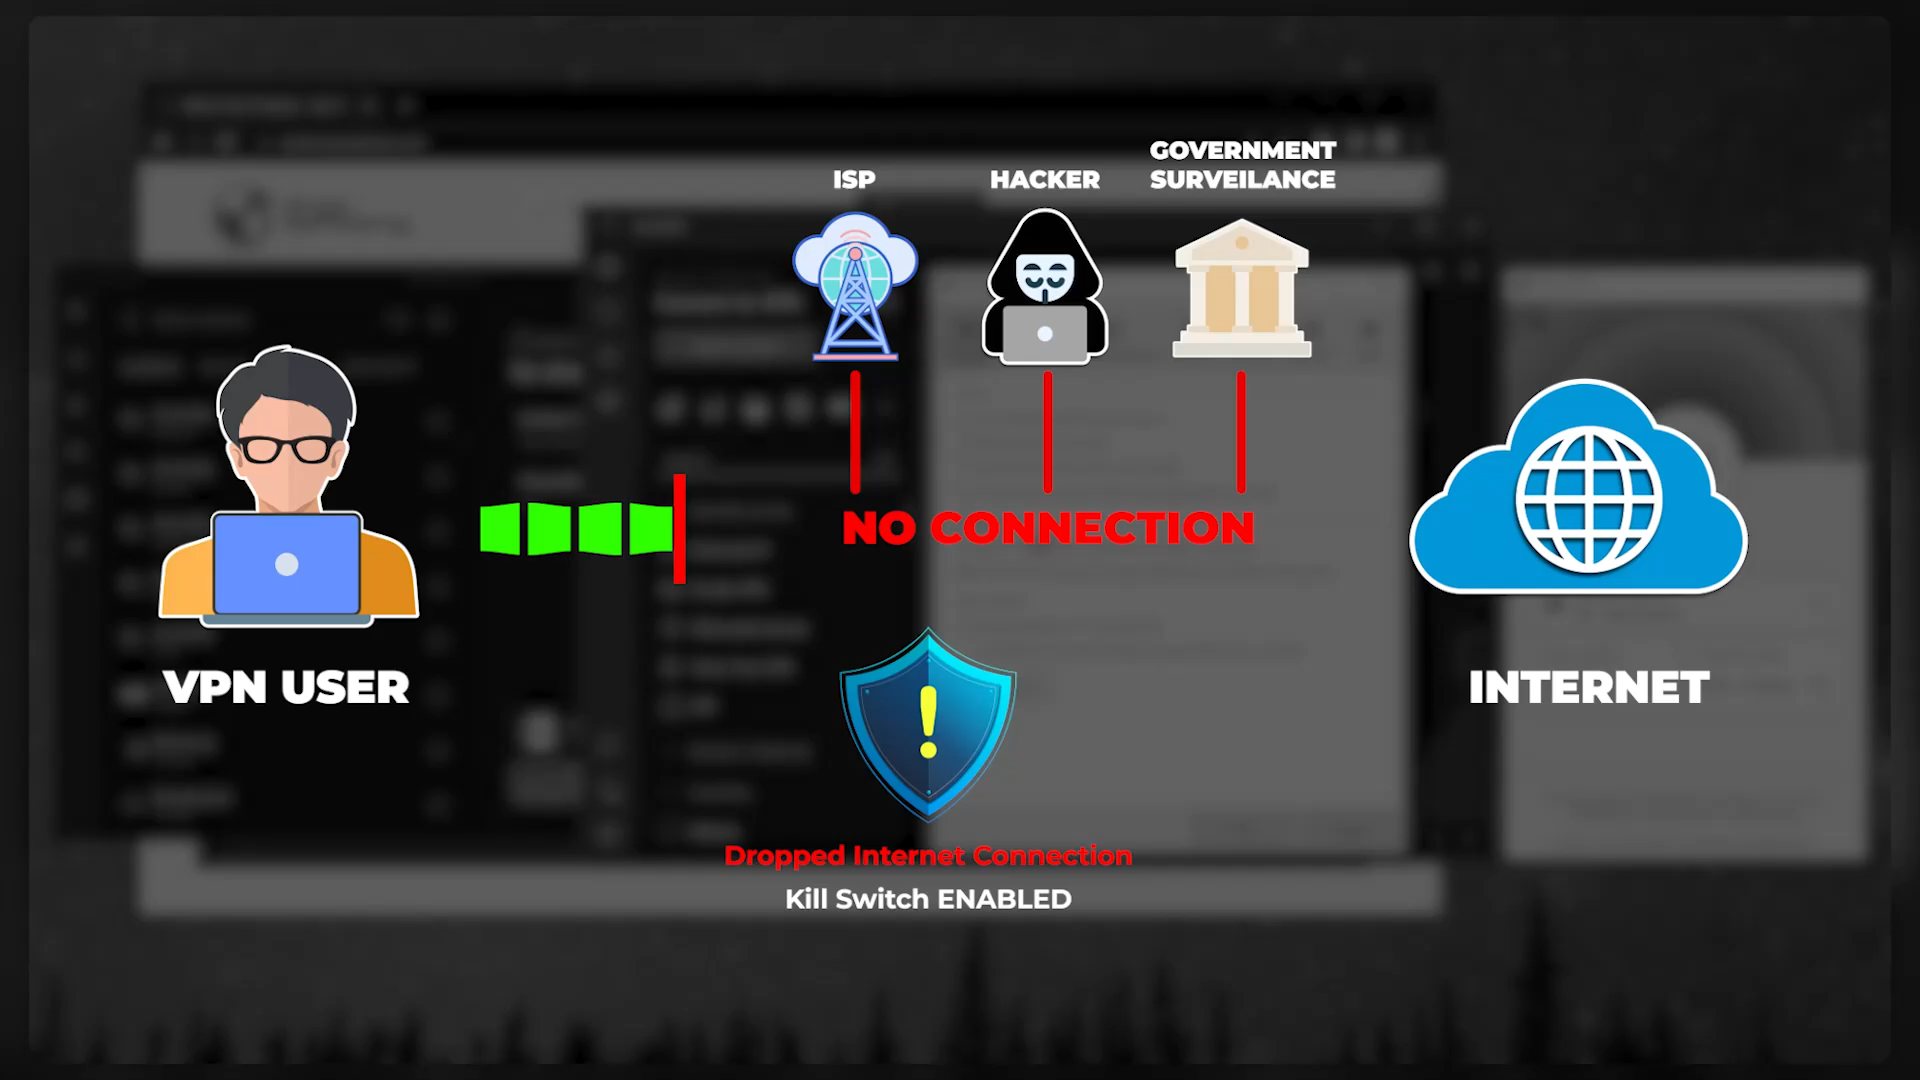 GOVERNMENT
SURVEILANCE
ISP
HACKER
NO CONNECTION
VPN USER
INTERNET
Dropped Internet Connection
Kill Switch ENABLED